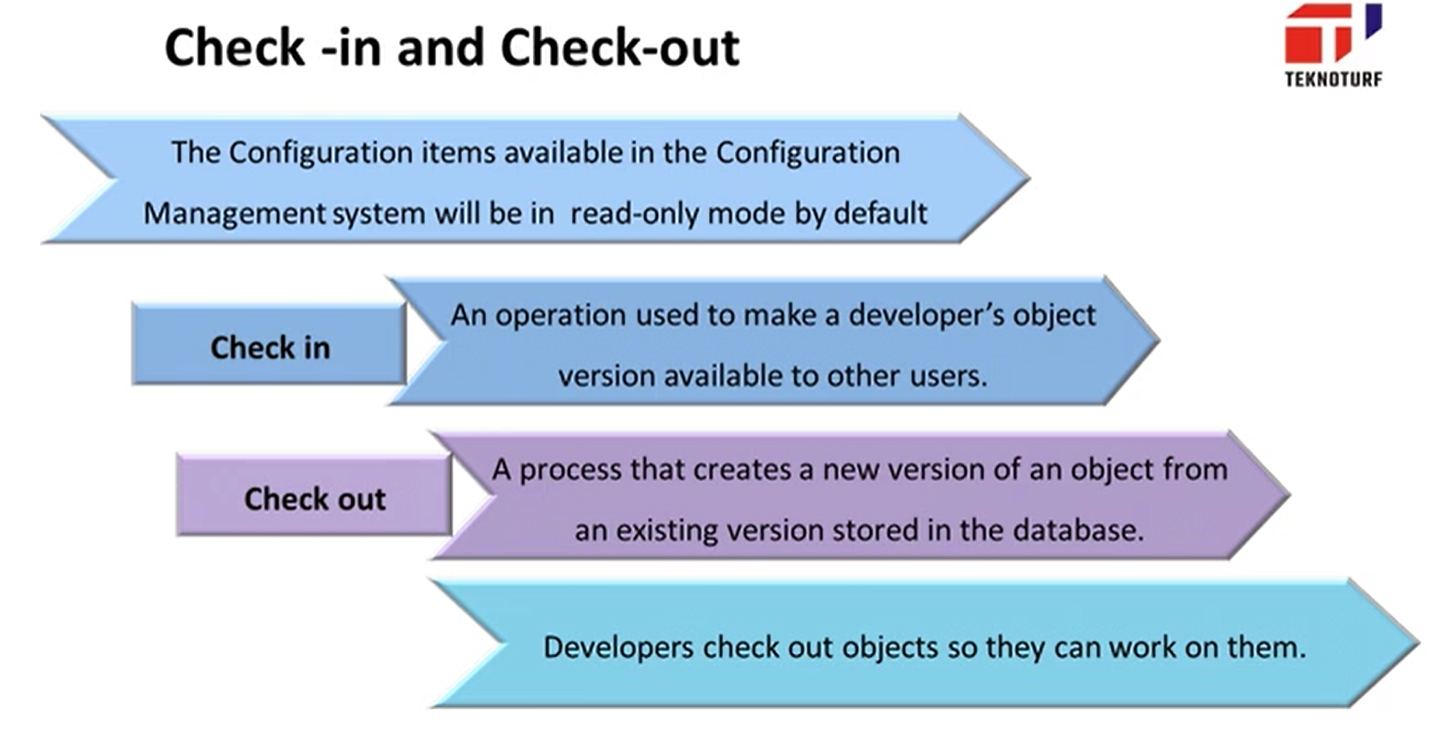 Check -in and Check-out
TEKNOTURF
The Configuration items available in the Configuration
Management system will be in read-only mode by default
Check in
An operation used to make a developer’s object
version available to other users.
Check out
A process that creates a new version of an object from
an existing version stored in the database.
Developers check out objects so they can work on them.